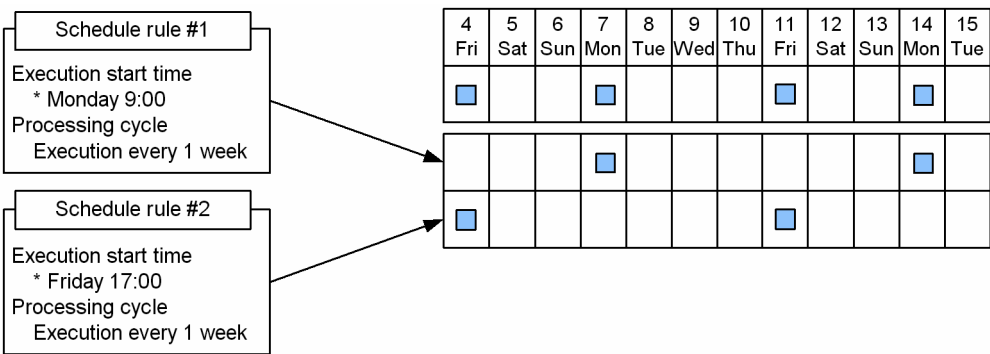 Schedule rule #1
Execution start time
* Monday 9:00
Processing cycle
Execution every 1 week
Schedule rule #2
Execution start time
* Friday 17:00
Processing cycle
Execution every 1 week
4 5 6 7 8 9 10 11 12 13 14 15
Fri Sat Sun Mon Tue Wed Thu Fri Sat Sun Mon Tue